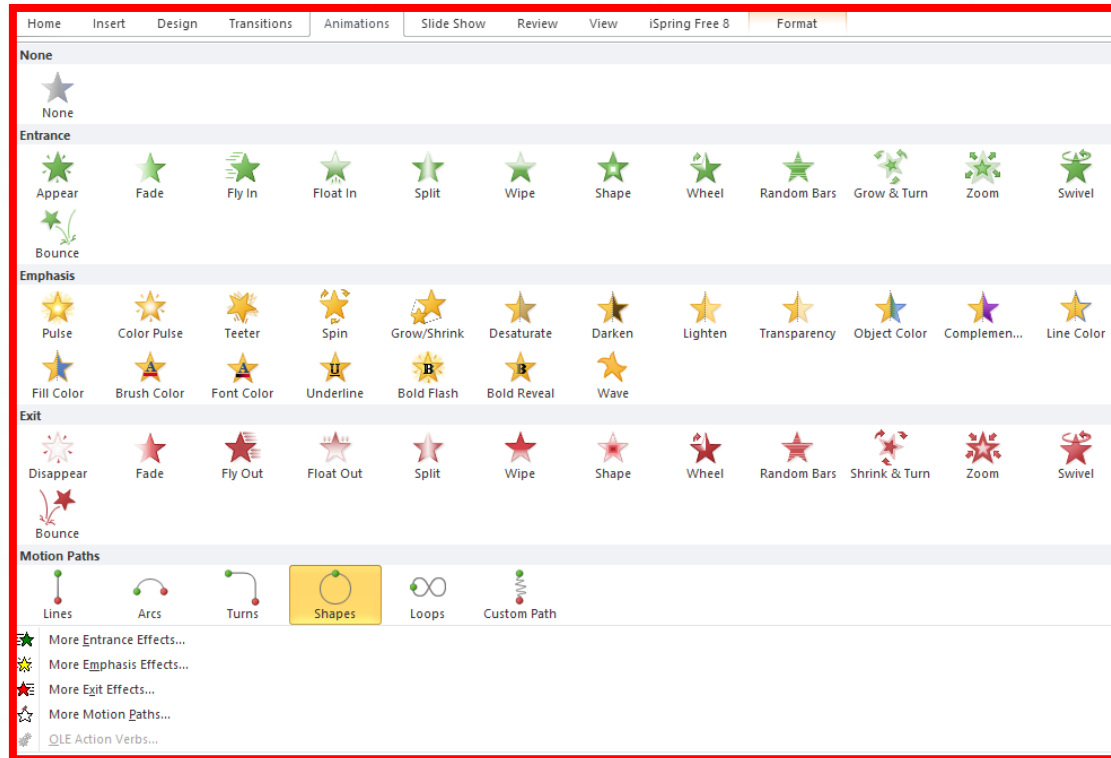 Home Insert Design Transitions Animations Slide Show Review View iSpring Free 8 Format
None
None
Entrance
Appear Fade Fly In Float In Split Wipe Shape Wheel Random Bars Grow & Turn Zoom Swivel
Bounce
Emphasis
Pulse Color Pulse Teeter Spin Grow/Shrink Desaturate Darken Lighten Transparency Object Color Complemen... Line Color
A A U B B
Fill Color Brush Color Font Color Underline Bold Flash Bold Reveal Wave
Exit
Disappear Fade Fly Out Float Out Split Wipe Shape Wheel Random Bars Shrink & Turn Zoom Swivel
Bounce
Motion Paths
Lines Arcs Turns Shapes Loops Custom Path
More Entrance Effects...
More Emphasis Effects...
More Exit Effects...
More Motion Paths...
OLE Action Verbs...